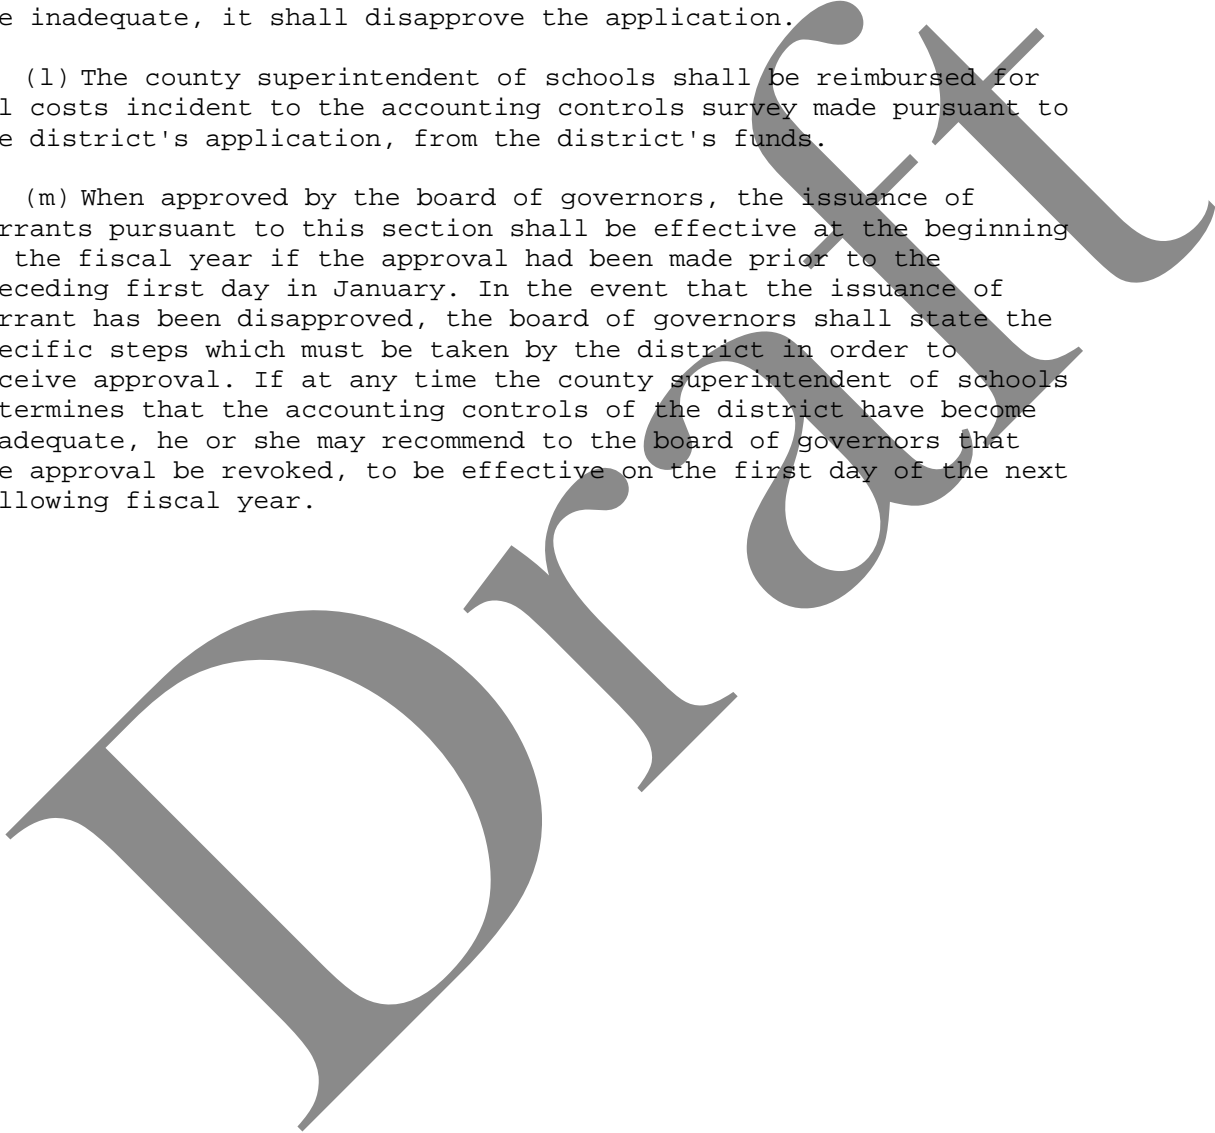 e inadequate, it shall disapprove the application.
(l) The county superintendent of schools shall be reimbursed for
l costs incident to the accounting controls survey made pursuant to
e district's application, from the district's funds.
(m) When approved by the board of governors, the issuance of
rrants pursuant to this section shall be effective at the beginning
the fiscal year if the approval had been made prior to the
eceding first day in January. In the event that the issuance of
rrant has been disapproved, the board of governors shall state the
ecific steps which must be taken by the district in order to
ceive approval. If at any time the county superintendent of schools
termines that the accounting controls of the district have become
adequate, he or she may recommend to the board of governors that
e approval be revoked, to be effective on the first day of the next
llowing fiscal year.
Draft